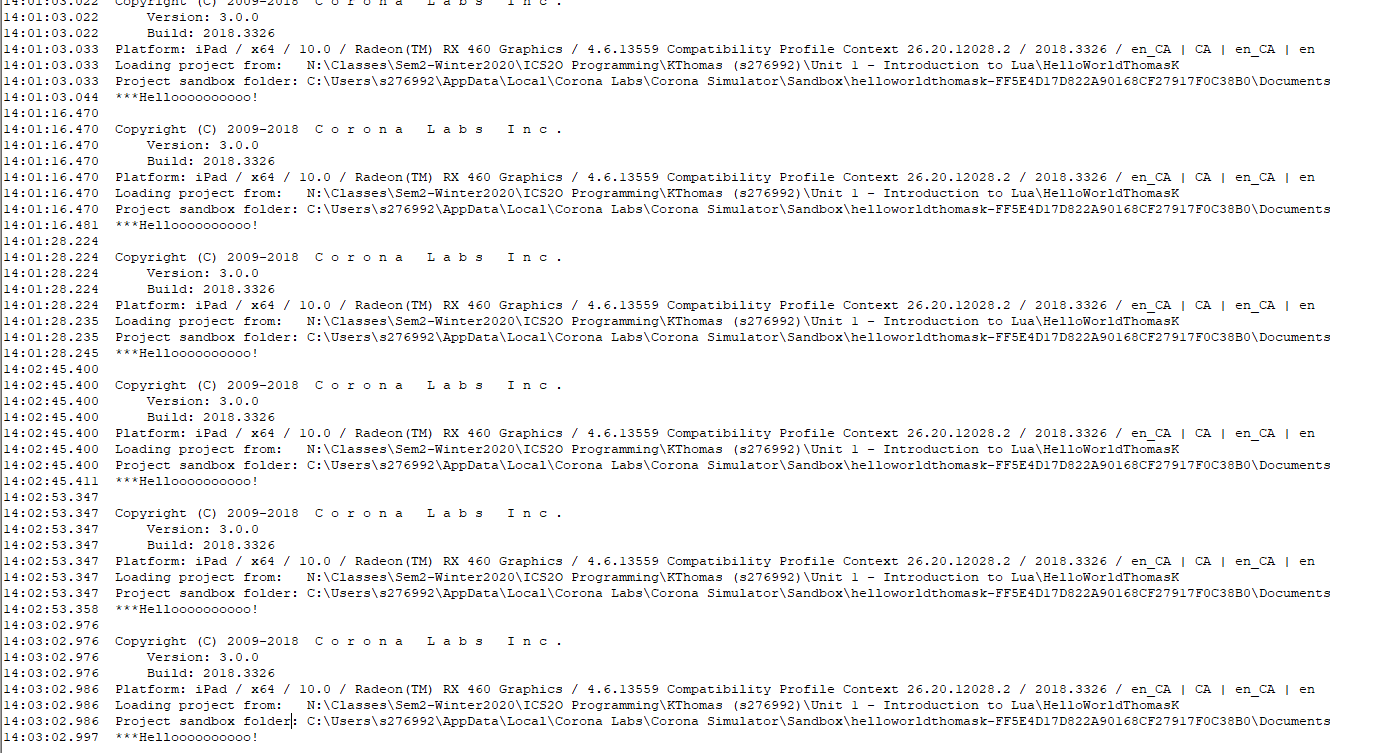 14:01:03.022  Copyright (C) 2009-2018  C o r o n a   L a b s   I n c .
14:01:03.022      Version: 3.0.0
14:01:03.022      Build: 2018.3326
14:01:03.033  Platform: iPad / x64 / 10.0 / Radeon(TM) RX 460 Graphics / 4.6.13559 Compatibility Profile Context 26.20.12028.2 / 2018.3326 / en_CA | CA | en_CA | en
14:01:03.033  Loading project from:   N:\Classes\Sem2-Winter2020\ICS2O Programming\KThomas (s276992)\Unit 1 - Introduction to Lua\HelloWorldThomasK
14:01:03.033  Project sandbox folder: C:\Users\s276992\AppData\Local\Corona Labs\Corona Simulator\Sandbox\helloworldthomask-FF5E4D17D822A90168CF27917F0C38B0\Documents
14:01:03.044  ***Helloooooooooo!
14:01:16.470
14:01:16.470  Copyright (C) 2009-2018  C o r o n a   L a b s   I n c .
14:01:16.470      Version: 3.0.0
14:01:16.470      Build: 2018.3326
14:01:16.470  Platform: iPad / x64 / 10.0 / Radeon(TM) RX 460 Graphics / 4.6.13559 Compatibility Profile Context 26.20.12028.2 / 2018.3326 / en_CA | CA | en_CA | en
14:01:16.470  Loading project from:   N:\Classes\Sem2-Winter2020\ICS2O Programming\KThomas (s276992)\Unit 1 - Introduction to Lua\HelloWorldThomasK
14:01:16.470  Project sandbox folder: C:\Users\s276992\AppData\Local\Corona Labs\Corona Simulator\Sandbox\helloworldthomask-FF5E4D17D822A90168CF27917F0C38B0\Documents
14:01:16.481  ***Helloooooooooo!
14:01:28.224
14:01:28.224  Copyright (C) 2009-2018  C o r o n a   L a b s   I n c .
14:01:28.224      Version: 3.0.0
14:01:28.224      Build: 2018.3326
14:01:28.224  Platform: iPad / x64 / 10.0 / Radeon(TM) RX 460 Graphics / 4.6.13559 Compatibility Profile Context 26.20.12028.2 / 2018.3326 / en_CA | CA | en_CA | en
14:01:28.235  Loading project from:   N:\Classes\Sem2-Winter2020\ICS2O Programming\KThomas (s276992)\Unit 1 - Introduction to Lua\HelloWorldThomasK
14:01:28.235  Project sandbox folder: C:\Users\s276992\AppData\Local\Corona Labs\Corona Simulator\Sandbox\helloworldthomask-FF5E4D17D822A90168CF27917F0C38B0\Documents
14:01:28.245  ***Helloooooooooo!
14:02:45.400
14:02:45.400  Copyright (C) 2009-2018  C o r o n a   L a b s   I n c .
14:02:45.400      Version: 3.0.0
14:02:45.400      Build: 2018.3326
14:02:45.400  Platform: iPad / x64 / 10.0 / Radeon(TM) RX 460 Graphics / 4.6.13559 Compatibility Profile Context 26.20.12028.2 / 2018.3326 / en_CA | CA | en_CA | en
14:02:45.400  Loading project from:   N:\Classes\Sem2-Winter2020\ICS2O Programming\KThomas (s276992)\Unit 1 - Introduction to Lua\HelloWorldThomasK
14:02:45.400  Project sandbox folder: C:\Users\s276992\AppData\Local\Corona Labs\Corona Simulator\Sandbox\helloworldthomask-FF5E4D17D822A90168CF27917F0C38B0\Documents
14:02:45.411  ***Helloooooooooo!
14:02:53.347
14:02:53.347  Copyright (C) 2009-2018  C o r o n a   L a b s   I n c .
14:02:53.347      Version: 3.0.0
14:02:53.347      Build: 2018.3326
14:02:53.347  Platform: iPad / x64 / 10.0 / Radeon(TM) RX 460 Graphics / 4.6.13559 Compatibility Profile Context 26.20.12028.2 / 2018.3326 / en_CA | CA | en_CA | en
14:02:53.347  Loading project from:   N:\Classes\Sem2-Winter2020\ICS2O Programming\KThomas (s276992)\Unit 1 - Introduction to Lua\HelloWorldThomasK
14:02:53.347  Project sandbox folder: C:\Users\s276992\AppData\Local\Corona Labs\Corona Simulator\Sandbox\helloworldthomask-FF5E4D17D822A90168CF27917F0C38B0\Documents
14:02:53.358  ***Helloooooooooo!
14:03:02.976
14:03:02.976  Copyright (C) 2009-2018  C o r o n a   L a b s   I n c .
14:03:02.976      Version: 3.0.0
14:03:02.976      Build: 2018.3326
14:03:02.986  Platform: iPad / x64 / 10.0 / Radeon(TM) RX 460 Graphics / 4.6.13559 Compatibility Profile Context 26.20.12028.2 / 2018.3326 / en_CA | CA | en_CA | en
14:03:02.986  Loading project from:   N:\Classes\Sem2-Winter2020\ICS2O Programming\KThomas (s276992)\Unit 1 - Introduction to Lua\HelloWorldThomasK
14:03:02.986  Project sandbox folder: C:\Users\s276992\AppData\Local\Corona Labs\Corona Simulator\Sandbox\helloworldthomask-FF5E4D17D822A90168CF27917F0C38B0\Documents
14:03:02.997  ***Helloooooooooo!